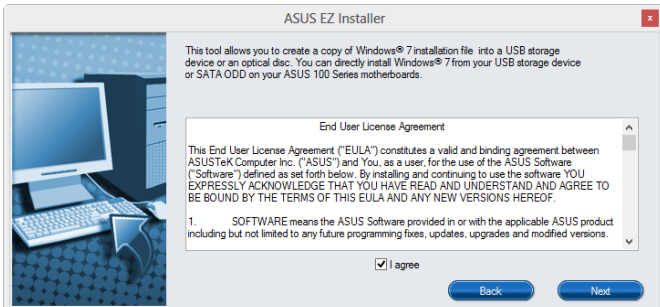 ASUS EZ Installer
x
This tool allows you to create a copy of Windows® 7 installation file into a USB storage
device or an optical disc. You can directly install Windows® 7 from your USB storage device
or SATA ODD on your ASUS 100 Series motherboards.
End User License Agreement
This End User License Agreement ("EULA") constitutes a valid and binding agreement between
ASUSTeK Computer Inc. ("ASUS") and You, as a user, for the use of the ASUS Software
("Software") defined as set forth below. By installing and continuing to use the software YOU
EXPRESSLY ACKNOWLEDGE THAT YOU HAVE READ AND UNDERSTAND AND AGREE TO
BE BOUND BY THE TERMS OF THIS EULA AND ANY NEW VERSIONS HEREOF.
1. SOFTWARE means the ASUS Software provided in or with the applicable ASUS product
including but not limited to any future programming fixes, updates, upgrades and modified versions.
I agree
Back Next